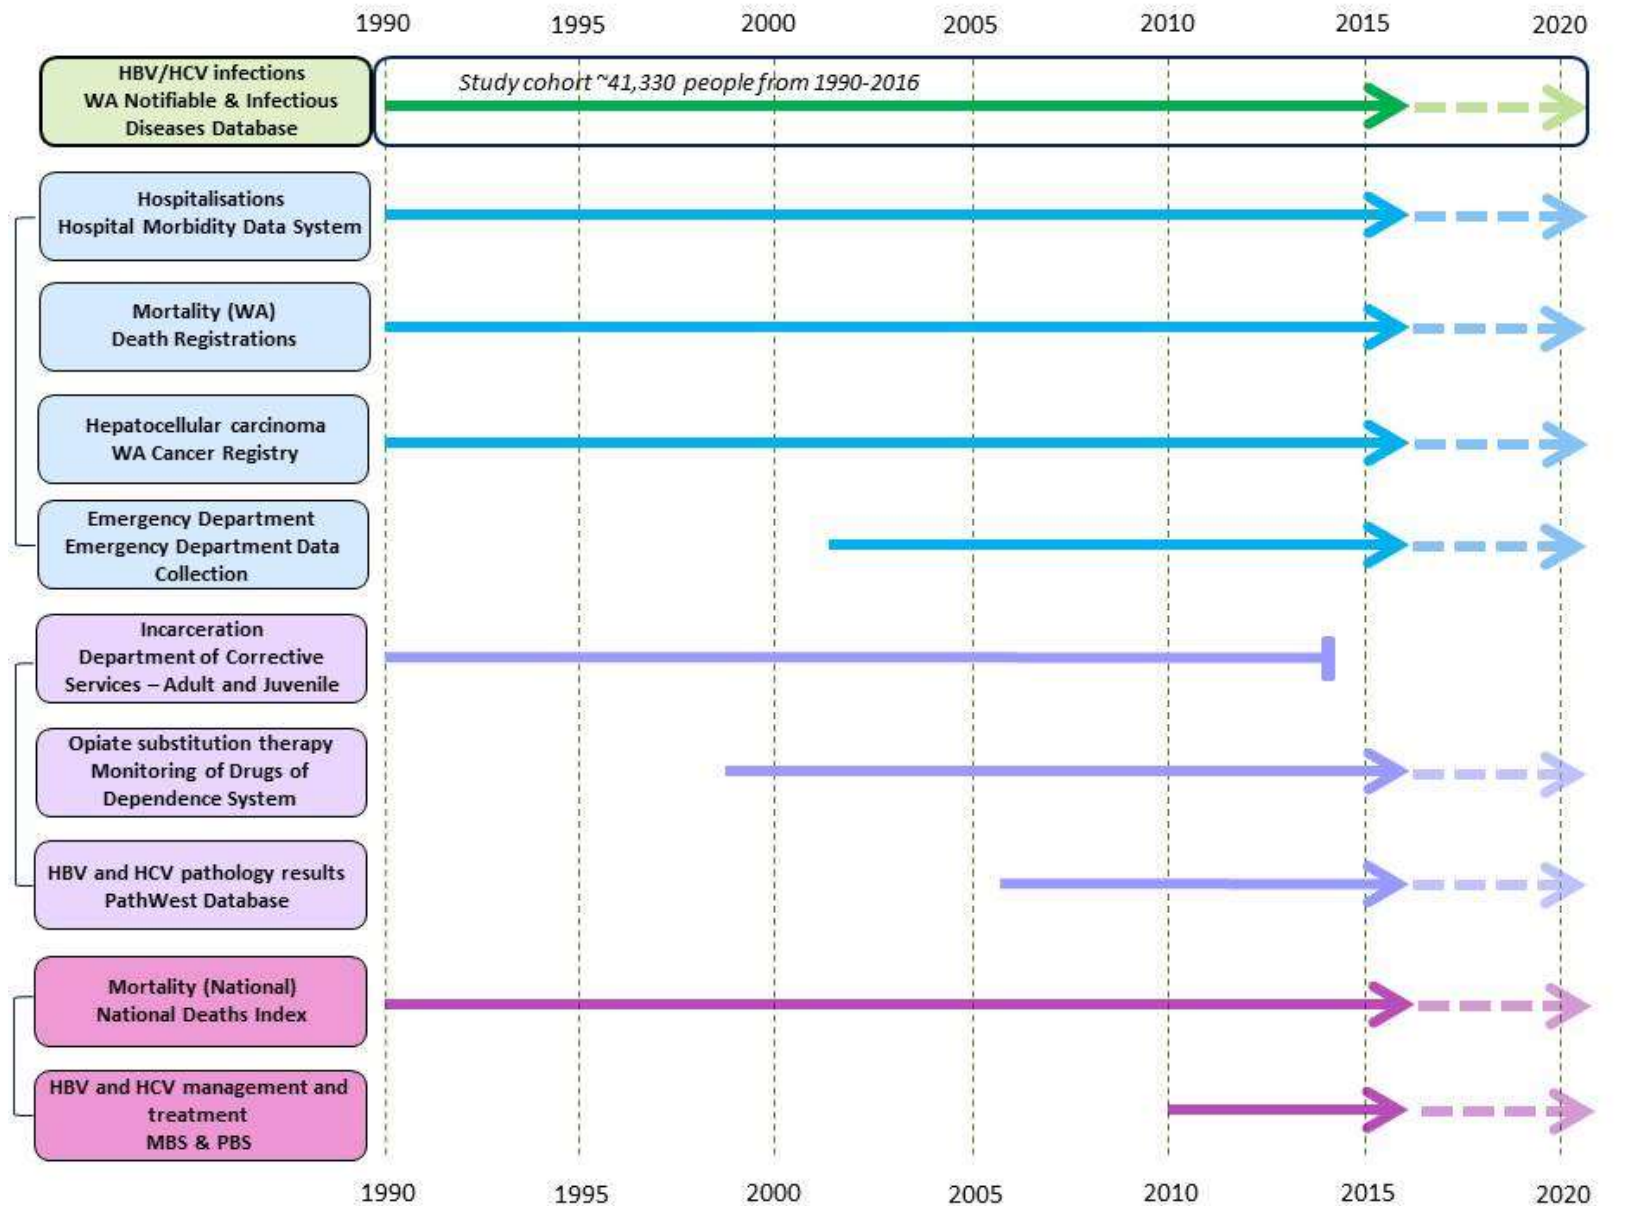 1990 1995 2000 2005 2010 2015 2020
HBV/HCV infections
WA Notifiable & Infectious
Diseases Database
Study cohort ~41,330 people from 1990-2016
Hospitalisations
Hospital Morbidity Data System
Mortality (WA)
Death Registrations
Hepatocellular carcinoma
WA Cancer Registry
Emergency Department
Emergency Department Data
Collection
Incarceration
Department of Corrective
Services – Adult and Juvenile
Opiate substitution therapy
Monitoring of Drugs of
Dependence System
HBV and HCV pathology results
PathWest Database
Mortality (National)
National Deaths Index
HBV and HCV management and
treatment
MBS & PBS
1990 1995 2000 2005 2010 2015 2020